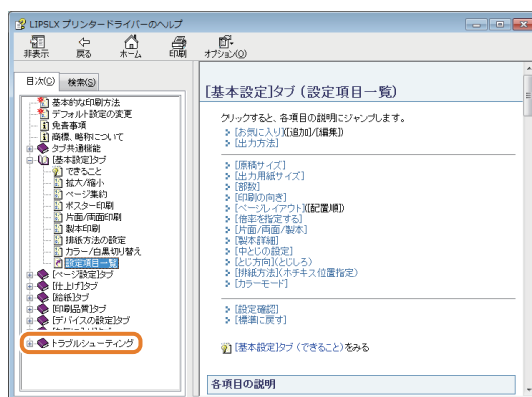 LIPSLX プリンタードライバーのヘルプ
非表示 戻る ホーム 印刷 オプション(O)
目次(C) 検索(S)
基本的な印刷方法
デフォルト設定の変更
免責事項
商標、略称について
タブ共通機能
[基本設定]タブ
できること
拡大/縮小
ページ集約
ポスター印刷
片面/両面印刷
製本印刷
排紙方法の設定
カラー/白黒切り替え
設定項目一覧
[ページ設定]タブ
[仕上げ]タブ
[給紙]タブ
[印刷品質]タブ
[デバイスの設定]タブ
トラブルシューティング
[基本設定]タブ（設定項目一覧）
クリックすると、各項目の説明にジャンプします。
[お気に入り]([追加]/[編集])
[出力方法]
[原稿サイズ]
[出力用紙サイズ]
[部数]
[印刷の向き]
[ページレイアウト]([配置順])
[倍率を指定する]
[片面/両面/製本]
[製本詳細]
[中とじの設定]
[とじ方向](とじしろ)
[排紙方法](ホチキス位置指定)
[カラーモード]
[設定確認]
[標準に戻す]
[基本設定]タブ（できること）をみる
各項目の説明